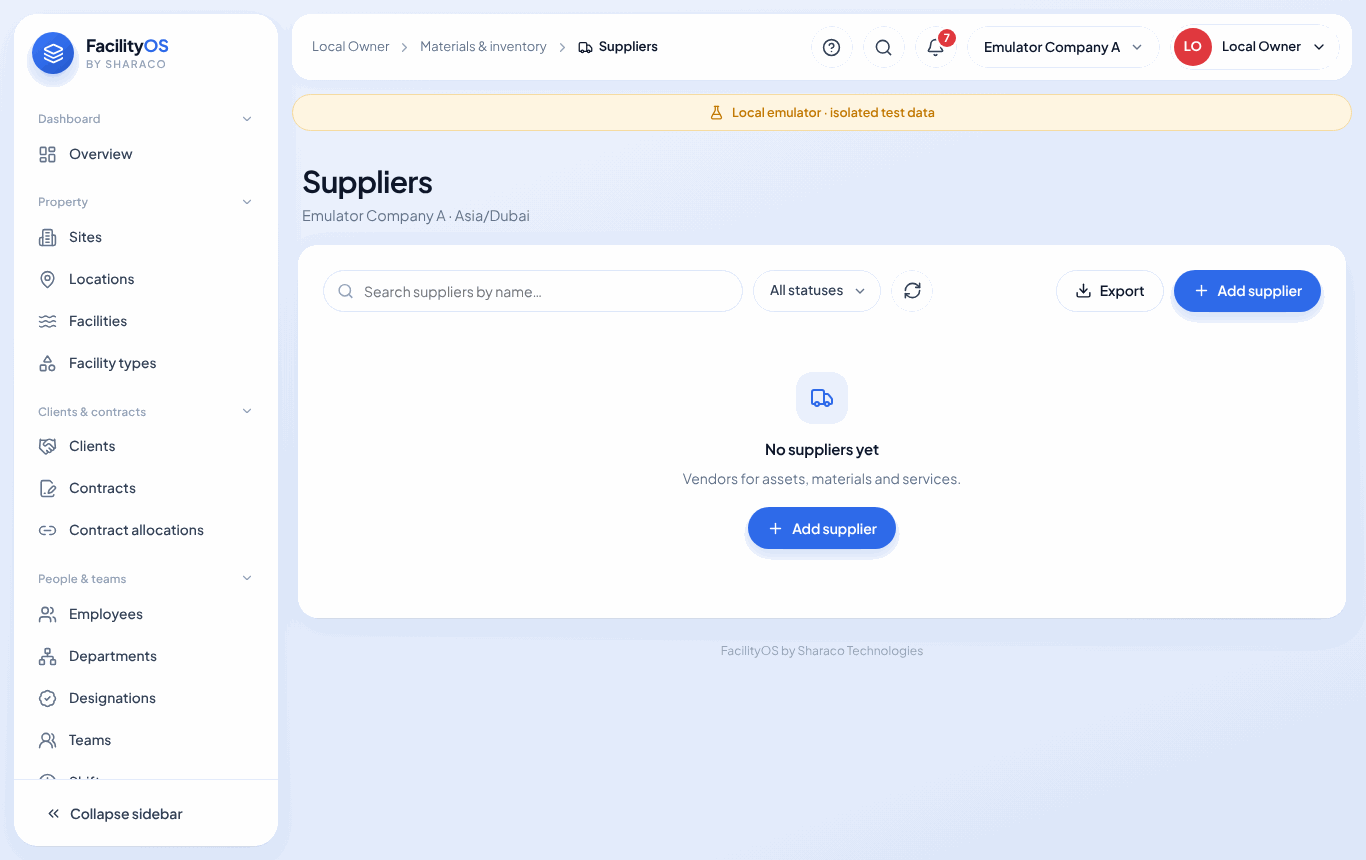 FacilityOS
BY SHARACO
Dashboard
Overview
Property
Sites
Locations
Facilities
Facility types
Clients & contracts
Clients
Contracts
Contract allocations
People & teams
Employees
Departments
Designations
Teams
Collapse sidebar
Local Owner
Materials & inventory
Suppliers
7
Emulator Company A
LO
Local Owner
Local emulator · isolated test data
Suppliers
Emulator Company A · Asia/Dubai
Search suppliers by name...
All statuses
Export
Add supplier
No suppliers yet
Vendors for assets, materials and services.
Add supplier
FacilityOS by Sharaco Technologies